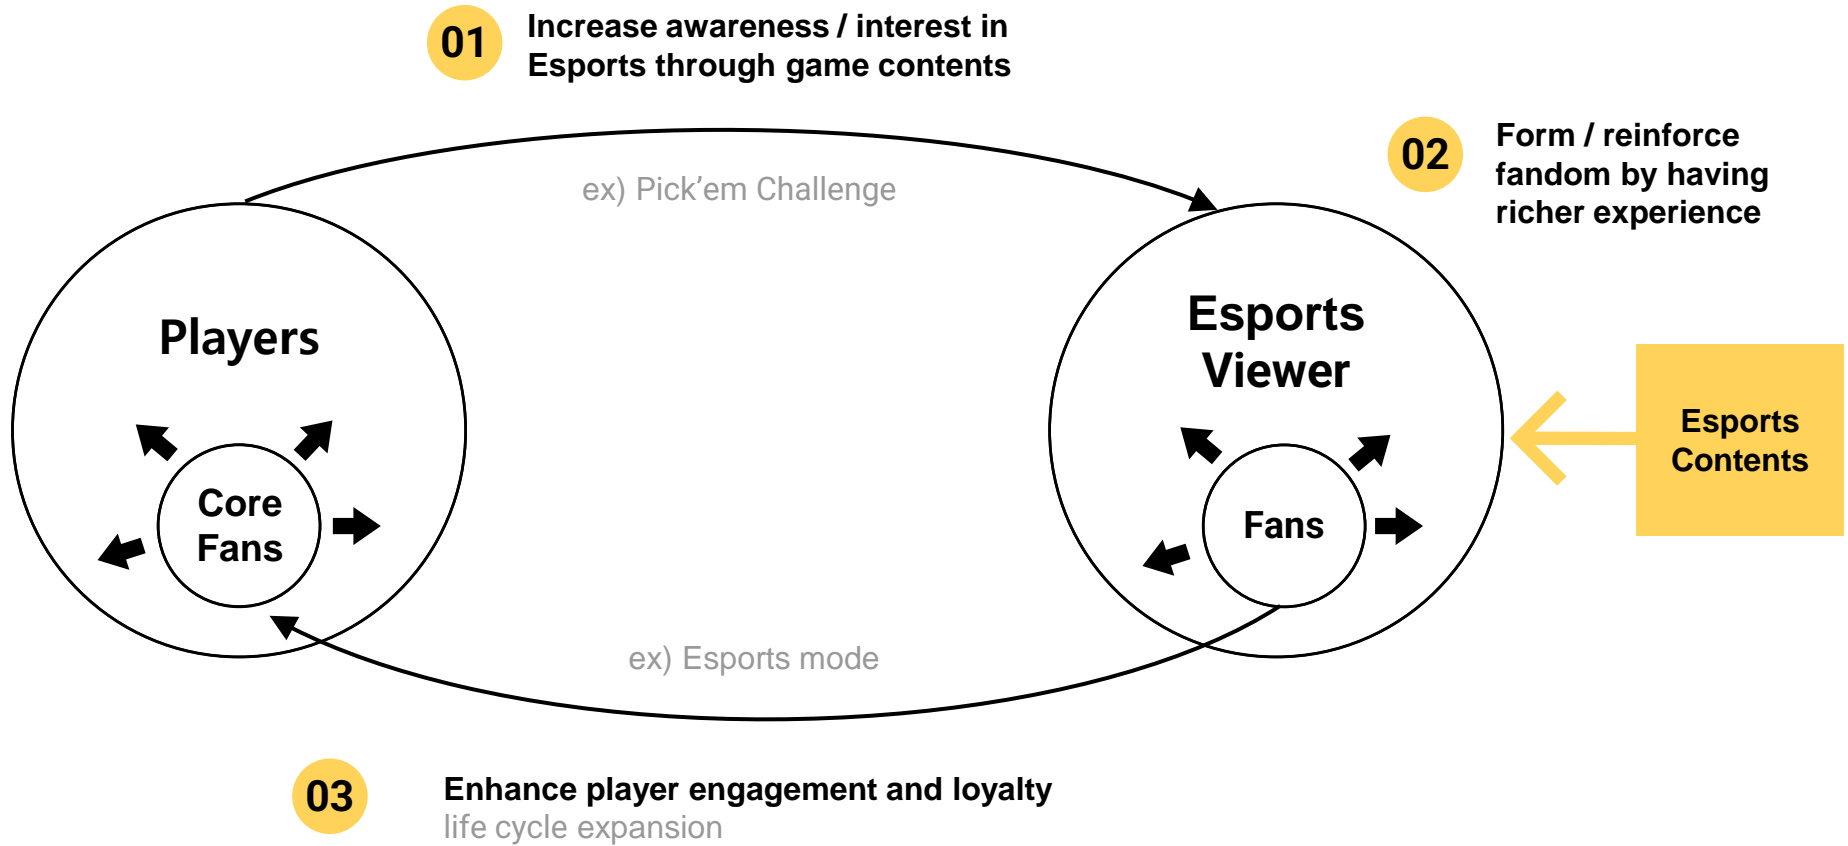 01
Increase awareness / interest in
Esports through game contents
ex) Pick’em Challenge
02
Form / reinforce
fandom by having
richer experience
Players
Core
Fans
Esports
Viewer
Fans
Esports
Contents
ex) Esports mode
03
Enhance player engagement and loyalty
life cycle expansion